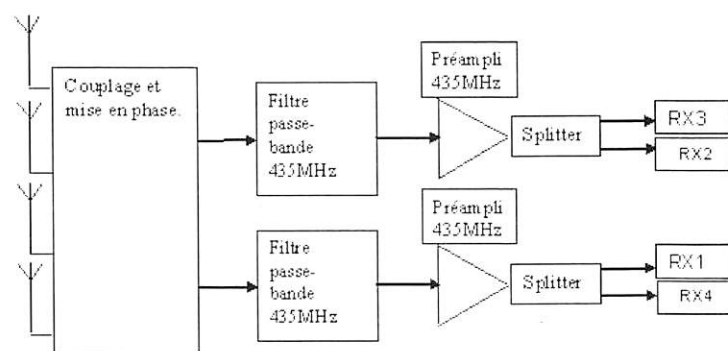 Couplage et
mise en phase.
Filtre
passe-
bande
435MHz
Préampli
435MHz
Splitter
RX3
RX2
Filtre
passe-
bande
435MHz
Préampli
435MHz
Splitter
RX1
RX4